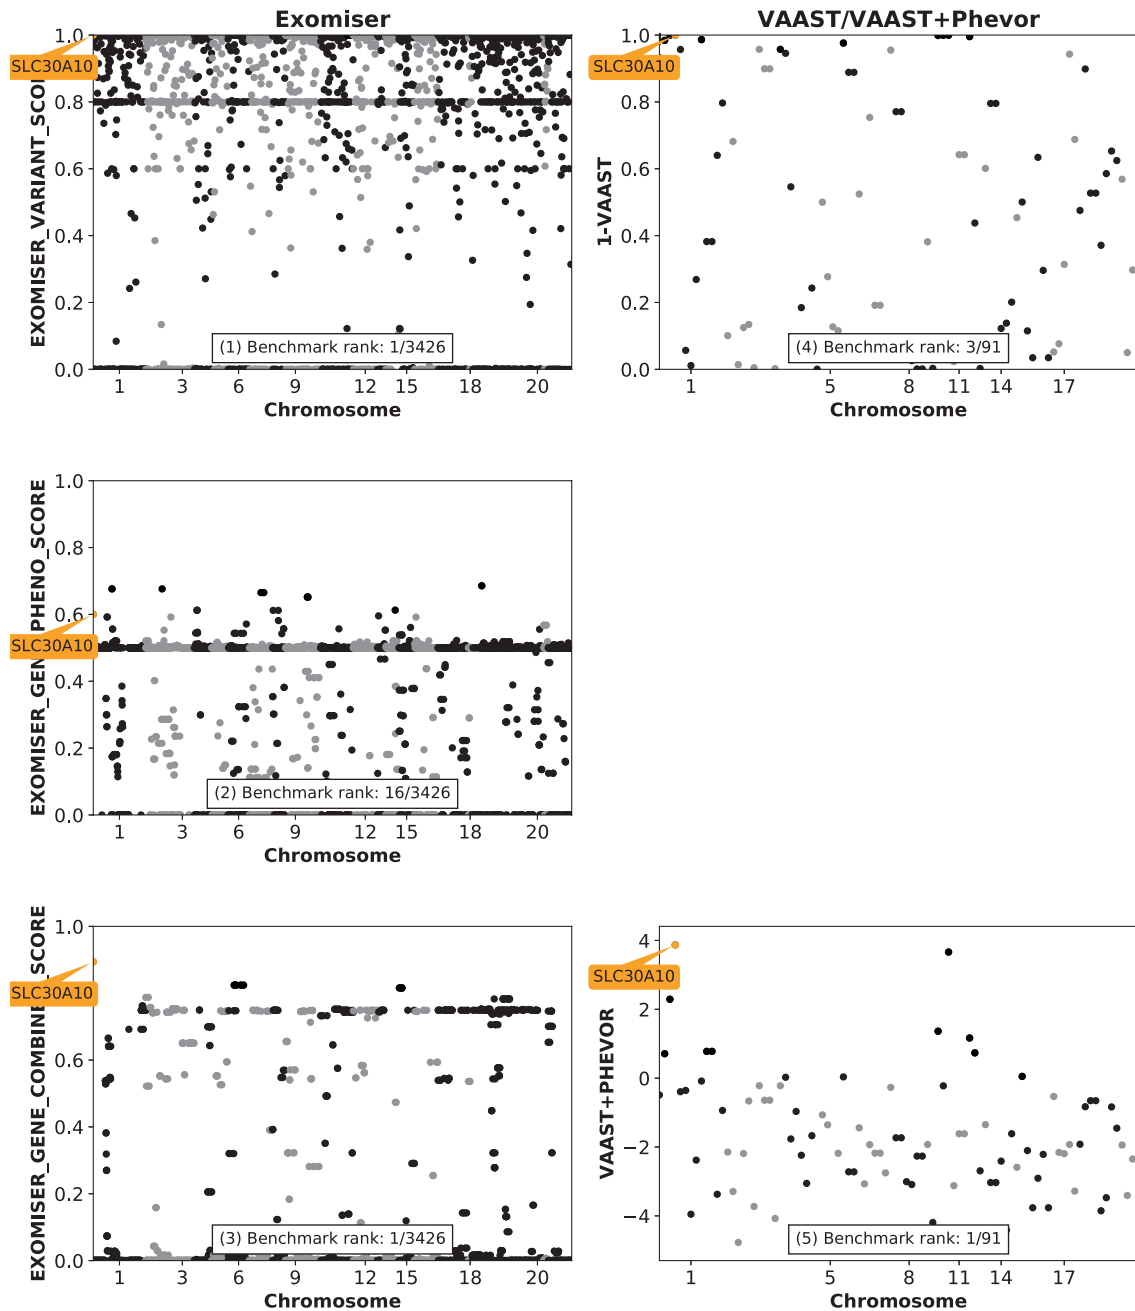 Exomiser
VAAST/VAAST+Phevor
EXOMISER_VARIANT_SCORE
1.0
0.8
0.6
0.4
0.2
0.0
SLC30A10
(1) Benchmark rank: 1/3426
1 3 6 9 12 15 18 20
Chromosome
1-VAAST
1.0
0.8
0.6
0.4
0.2
0.0
SLC30A10
(4) Benchmark rank: 3/91
1 5 8 11 14 17
Chromosome
EXOMISER_GENE_PHENO_SCORE
1.0
0.8
0.6
0.4
0.2
0.0
SLC30A10
(2) Benchmark rank: 16/3426
1 3 6 9 12 15 18 20
Chromosome
EXOMISER_GENE_COMBINE_SCORE
1.0
0.8
0.6
0.4
0.2
0.0
SLC30A10
(3) Benchmark rank: 1/3426
1 3 6 9 12 15 18 20
Chromosome
VAAST+PHEVOR
4
2
0
−2
−4
SLC30A10
(5) Benchmark rank: 1/91
1 5 8 11 14 17
Chromosome